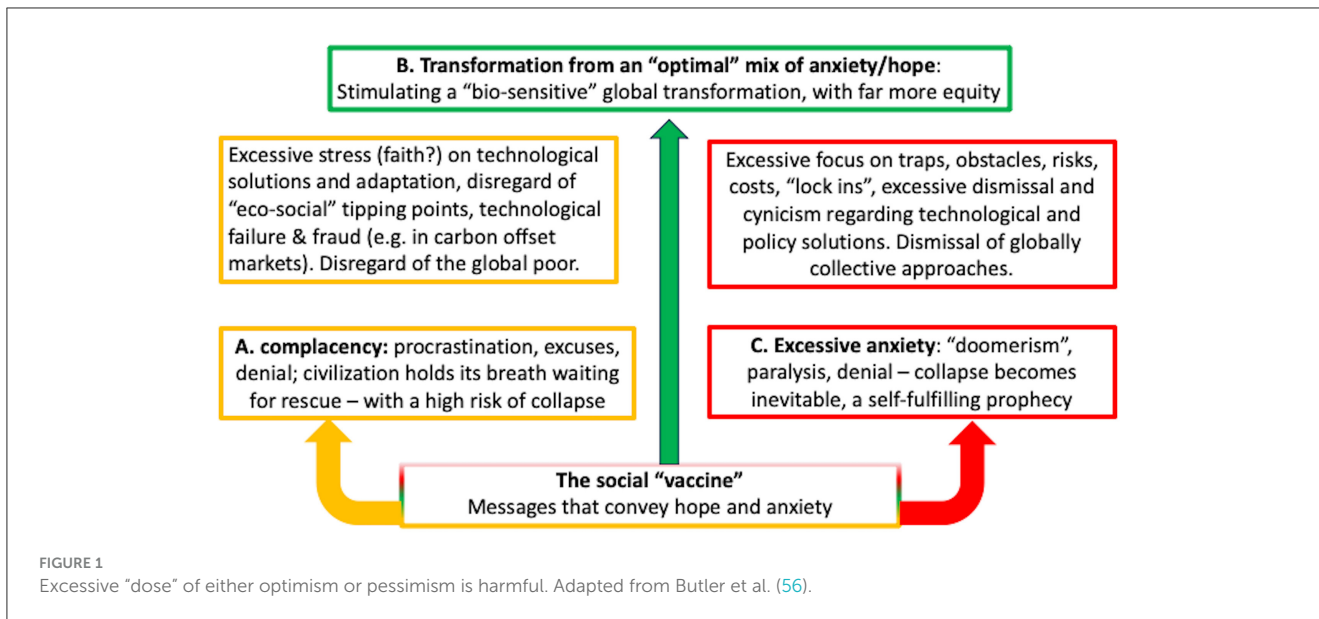 B. Transformation from an “optimal” mix of anxiety/hope:
Stimulating a “bio-sensitive” global transformation, with far more equity
Excessive stress (faith?) on technological
solutions and adaptation, disregard of
“eco-social” tipping points, technological
failure & fraud (e.g. in carbon offset
markets). Disregard of the global poor.
Excessive focus on traps, obstacles, risks,
costs, “lock ins”, excessive dismissal and
cynicism regarding technological and
policy solutions. Dismissal of globally
collective approaches.
A. complacency: procrastination, excuses,
denial; civilization holds its breath waiting
for rescue – with a high risk of collapse
C. Excessive anxiety: “doomerism”,
paralysis, denial – collapse becomes
inevitable, a self-fulfilling prophecy
The social “vaccine”
Messages that convey hope and anxiety
FIGURE 1
Excessive “dose” of either optimism or pessimism is harmful. Adapted from Butler et al. (56).